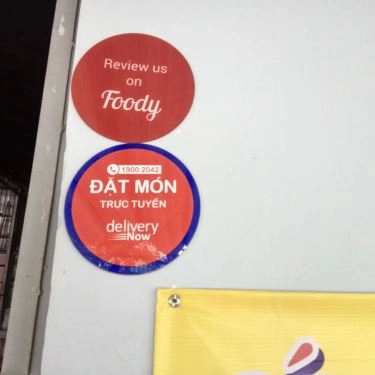 Review us
on
Foody
1900 2042
ĐẶT MÓN
TRỰC TUYẾN
delivery
Now